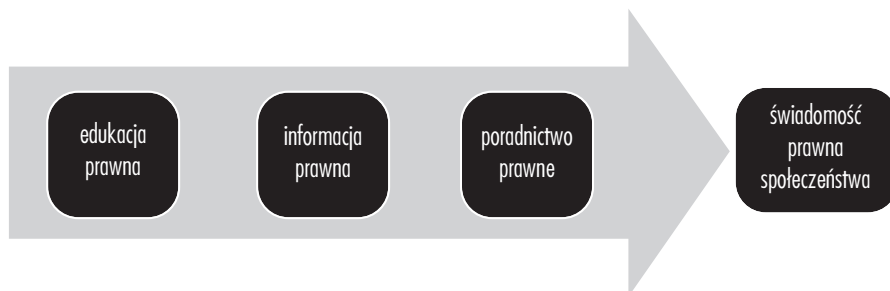 edukacja
prawna
informacja
prawna
poradnictwo
prawne
świadomość
prawna
społeczeństwa